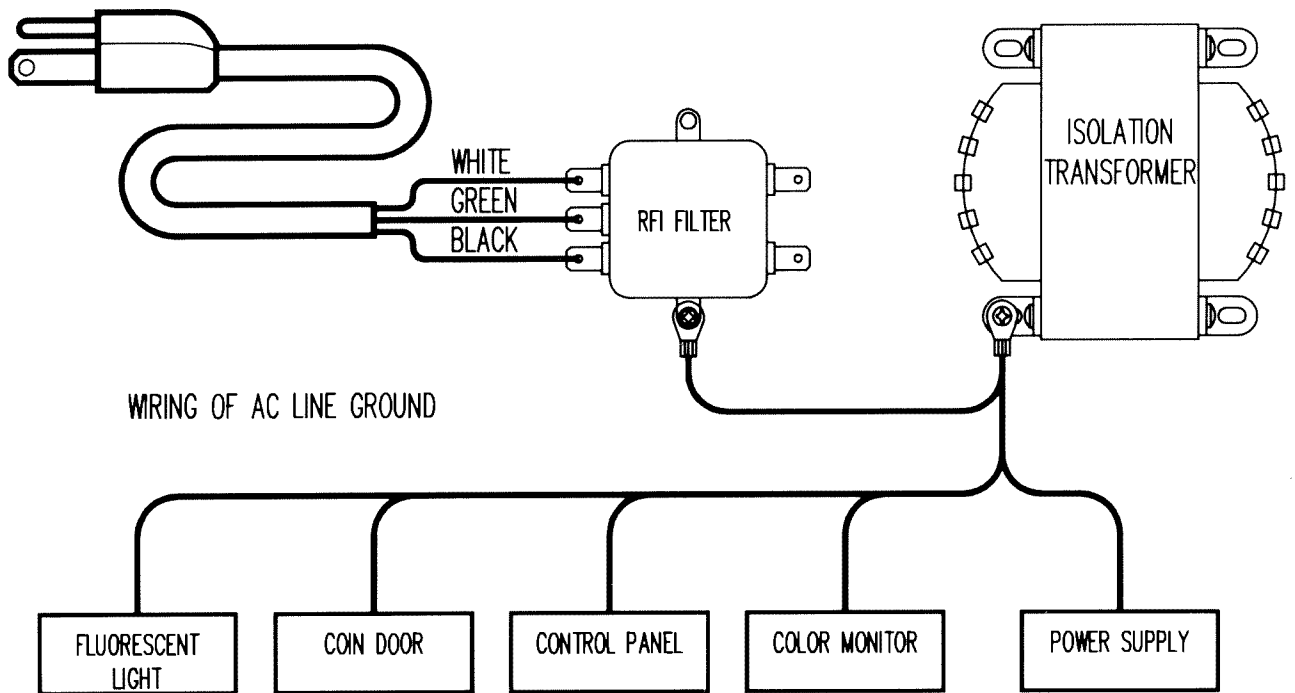 WHITE
GREEN
BLACK
RFI FILTER
ISOLATION
TRANSFORMER
WIRING OF AC LINE GROUND
FLUORESCENT
LIGHT
COIN DOOR
CONTROL PANEL
COLOR MONITOR
POWER SUPPLY